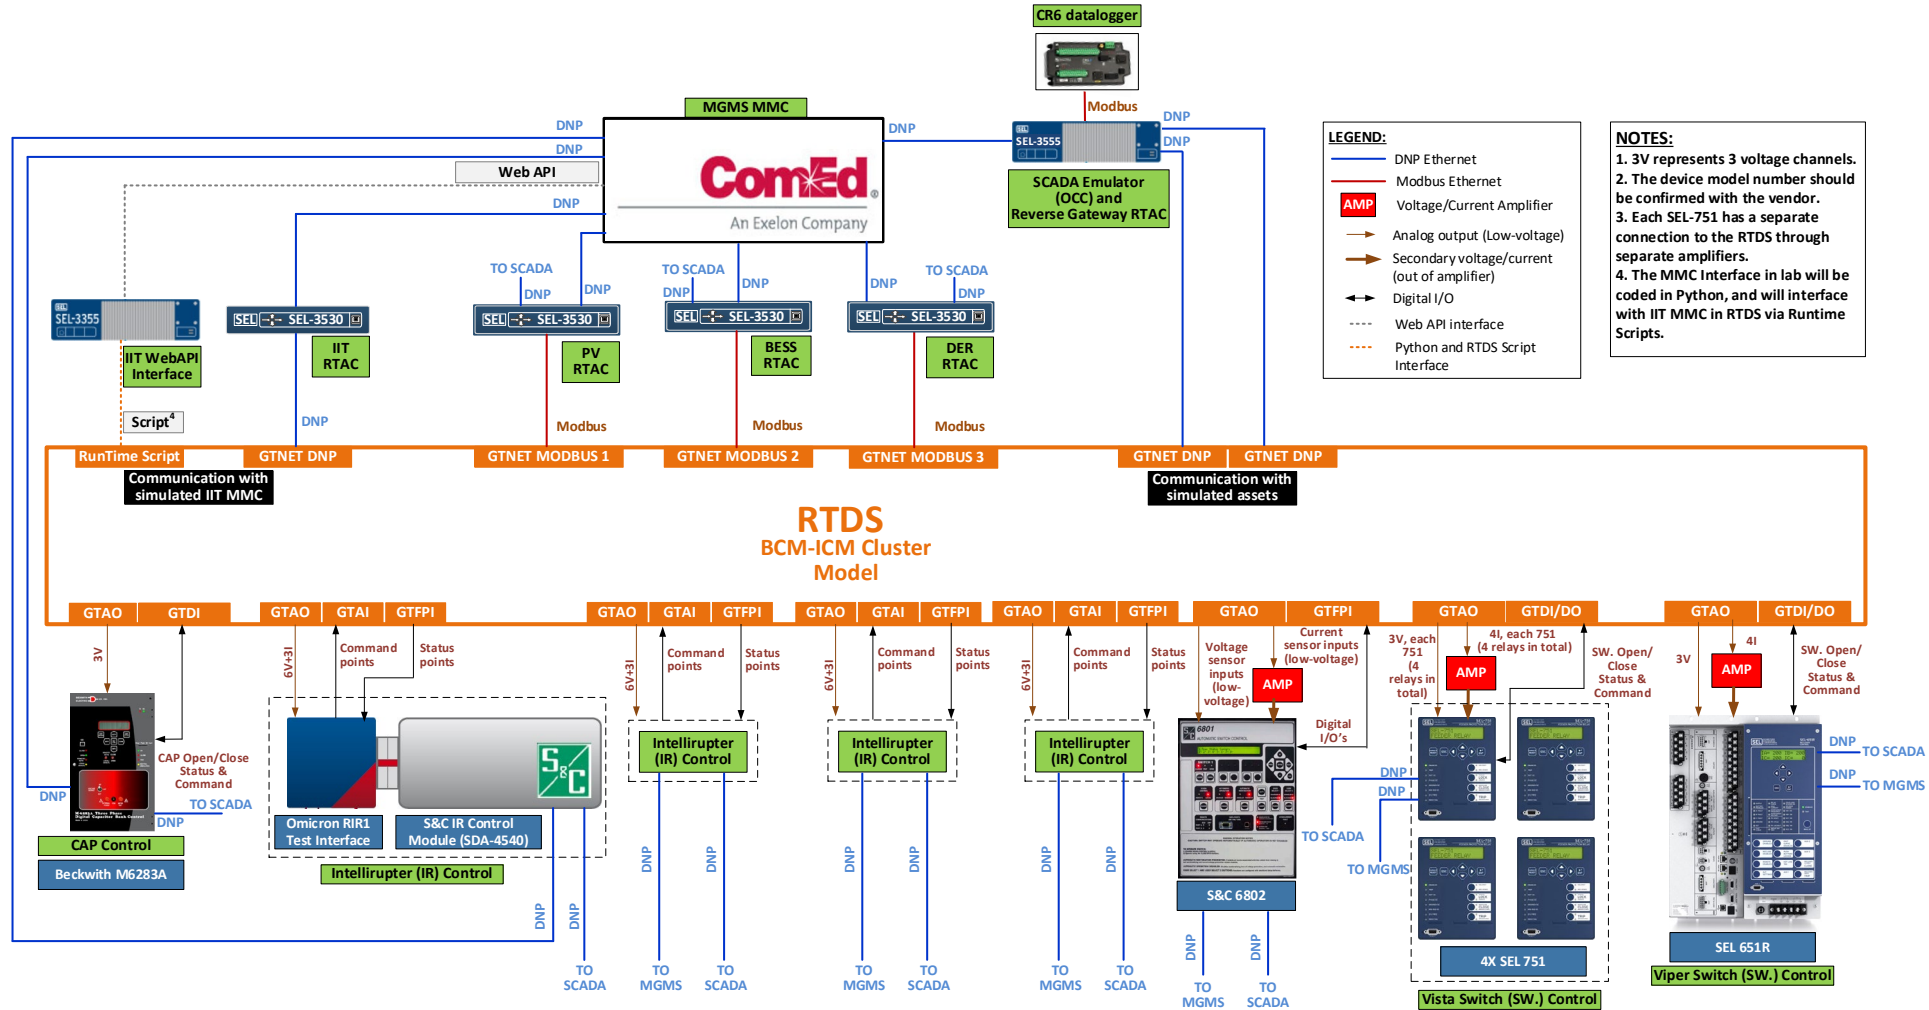 CR6 datalogger
Modbus
MGMS MMC
DNP
DNP
Web API
DNP
DNP
ComEd
An Exelon Company
SEL
SEL-3555
DNP
DNP
SCADA Emulator
(OCC) and
Reverse Gateway RTAC
LEGEND:
DNP Ethernet
Modbus Ethernet
AMP
Voltage/Current Amplifier
Analog output (Low-voltage)
Secondary voltage/current
(out of amplifier)
Digital I/O
Web API interface
Python and RTDS Script
Interface
NOTES:
1. 3V represents 3 voltage channels.
2. The device model number should
be confirmed with the vendor.
3. Each SEL-751 has a separate
connection to the RTDS through
separate amplifiers.
4. The MMC Interface in lab will be
coded in Python, and will interface
with IIT MMC in RTDS via Runtime
Scripts.
SEL
SEL-3355
IIT WebAPI
Interface
SEL SEL-3530
IIT
RTAC
TO SCADA
DNP
DNP
SEL SEL-3530
PV
RTAC
TO SCADA
DNP
DNP
SEL SEL-3530
BESS
RTAC
TO SCADA
DNP
DNP
SEL SEL-3530
DER
RTAC
Script4
DNP
Modbus
Modbus
Modbus
RunTime Script
GTNET DNP
GTNET MODBUS 1
GTNET MODBUS 2
GTNET MODBUS 3
GTNET DNP
GTNET DNP
Communication with
simulated IIT MMC
Communication with
simulated assets
RTDS
BCM-ICM Cluster
Model
GTAO
GTDI
GTAO
GTAI
GTFPI
GTAO
GTAI
GTFPI
GTAO
GTAI
GTFPI
GTAO
GTAI
GTFPI
GTAO
GTFPI
GTAO
GTDI/DO
GTAO
GTDI/DO
3V
CAP Open/Close
Status &
Command
DNP
TO SCADA
DNP
CAP Control
Beckwith M6283A
6V+3I
Command
points
Status
points
S&C
Omicron RIR1
Test Interface
S&C IR Control
Module (SDA-4540)
Intellirupter (IR) Control
DNP
DNP
TO
SCADA
6V+3I
Command
points
Status
points
Intellirupter
(IR) Control
DNP
DNP
TO
MGMS
TO
SCADA
6V+3I
Command
points
Status
points
Intellirupter
(IR) Control
DNP
DNP
TO
MGMS
TO
SCADA
6V+3I
Command
points
Status
points
Intellirupter
(IR) Control
DNP
DNP
TO
MGMS
TO
SCADA
Voltage
sensor
inputs
(low-
voltage)
Current
sensor inputs
(low-voltage)
AMP
Digital
I/O's
6801
AUTOMATIC SWITCH CONTROL
S&C 6802
DNP
DNP
TO
MGMS
TO
SCADA
3V, each
751
(4
relays in
total)
4I, each 751
(4 relays in total)
AMP
SW. Open/
Close
Status &
Command
DNP
DNP
TO SCADA
TO MGMS
4X SEL 751
Vista Switch (SW.) Control
3V
4I
AMP
SW. Open/
Close
Status &
Command
DNP
TO SCADA
DNP
TO MGMS
SEL 651R
Viper Switch (SW.) Control